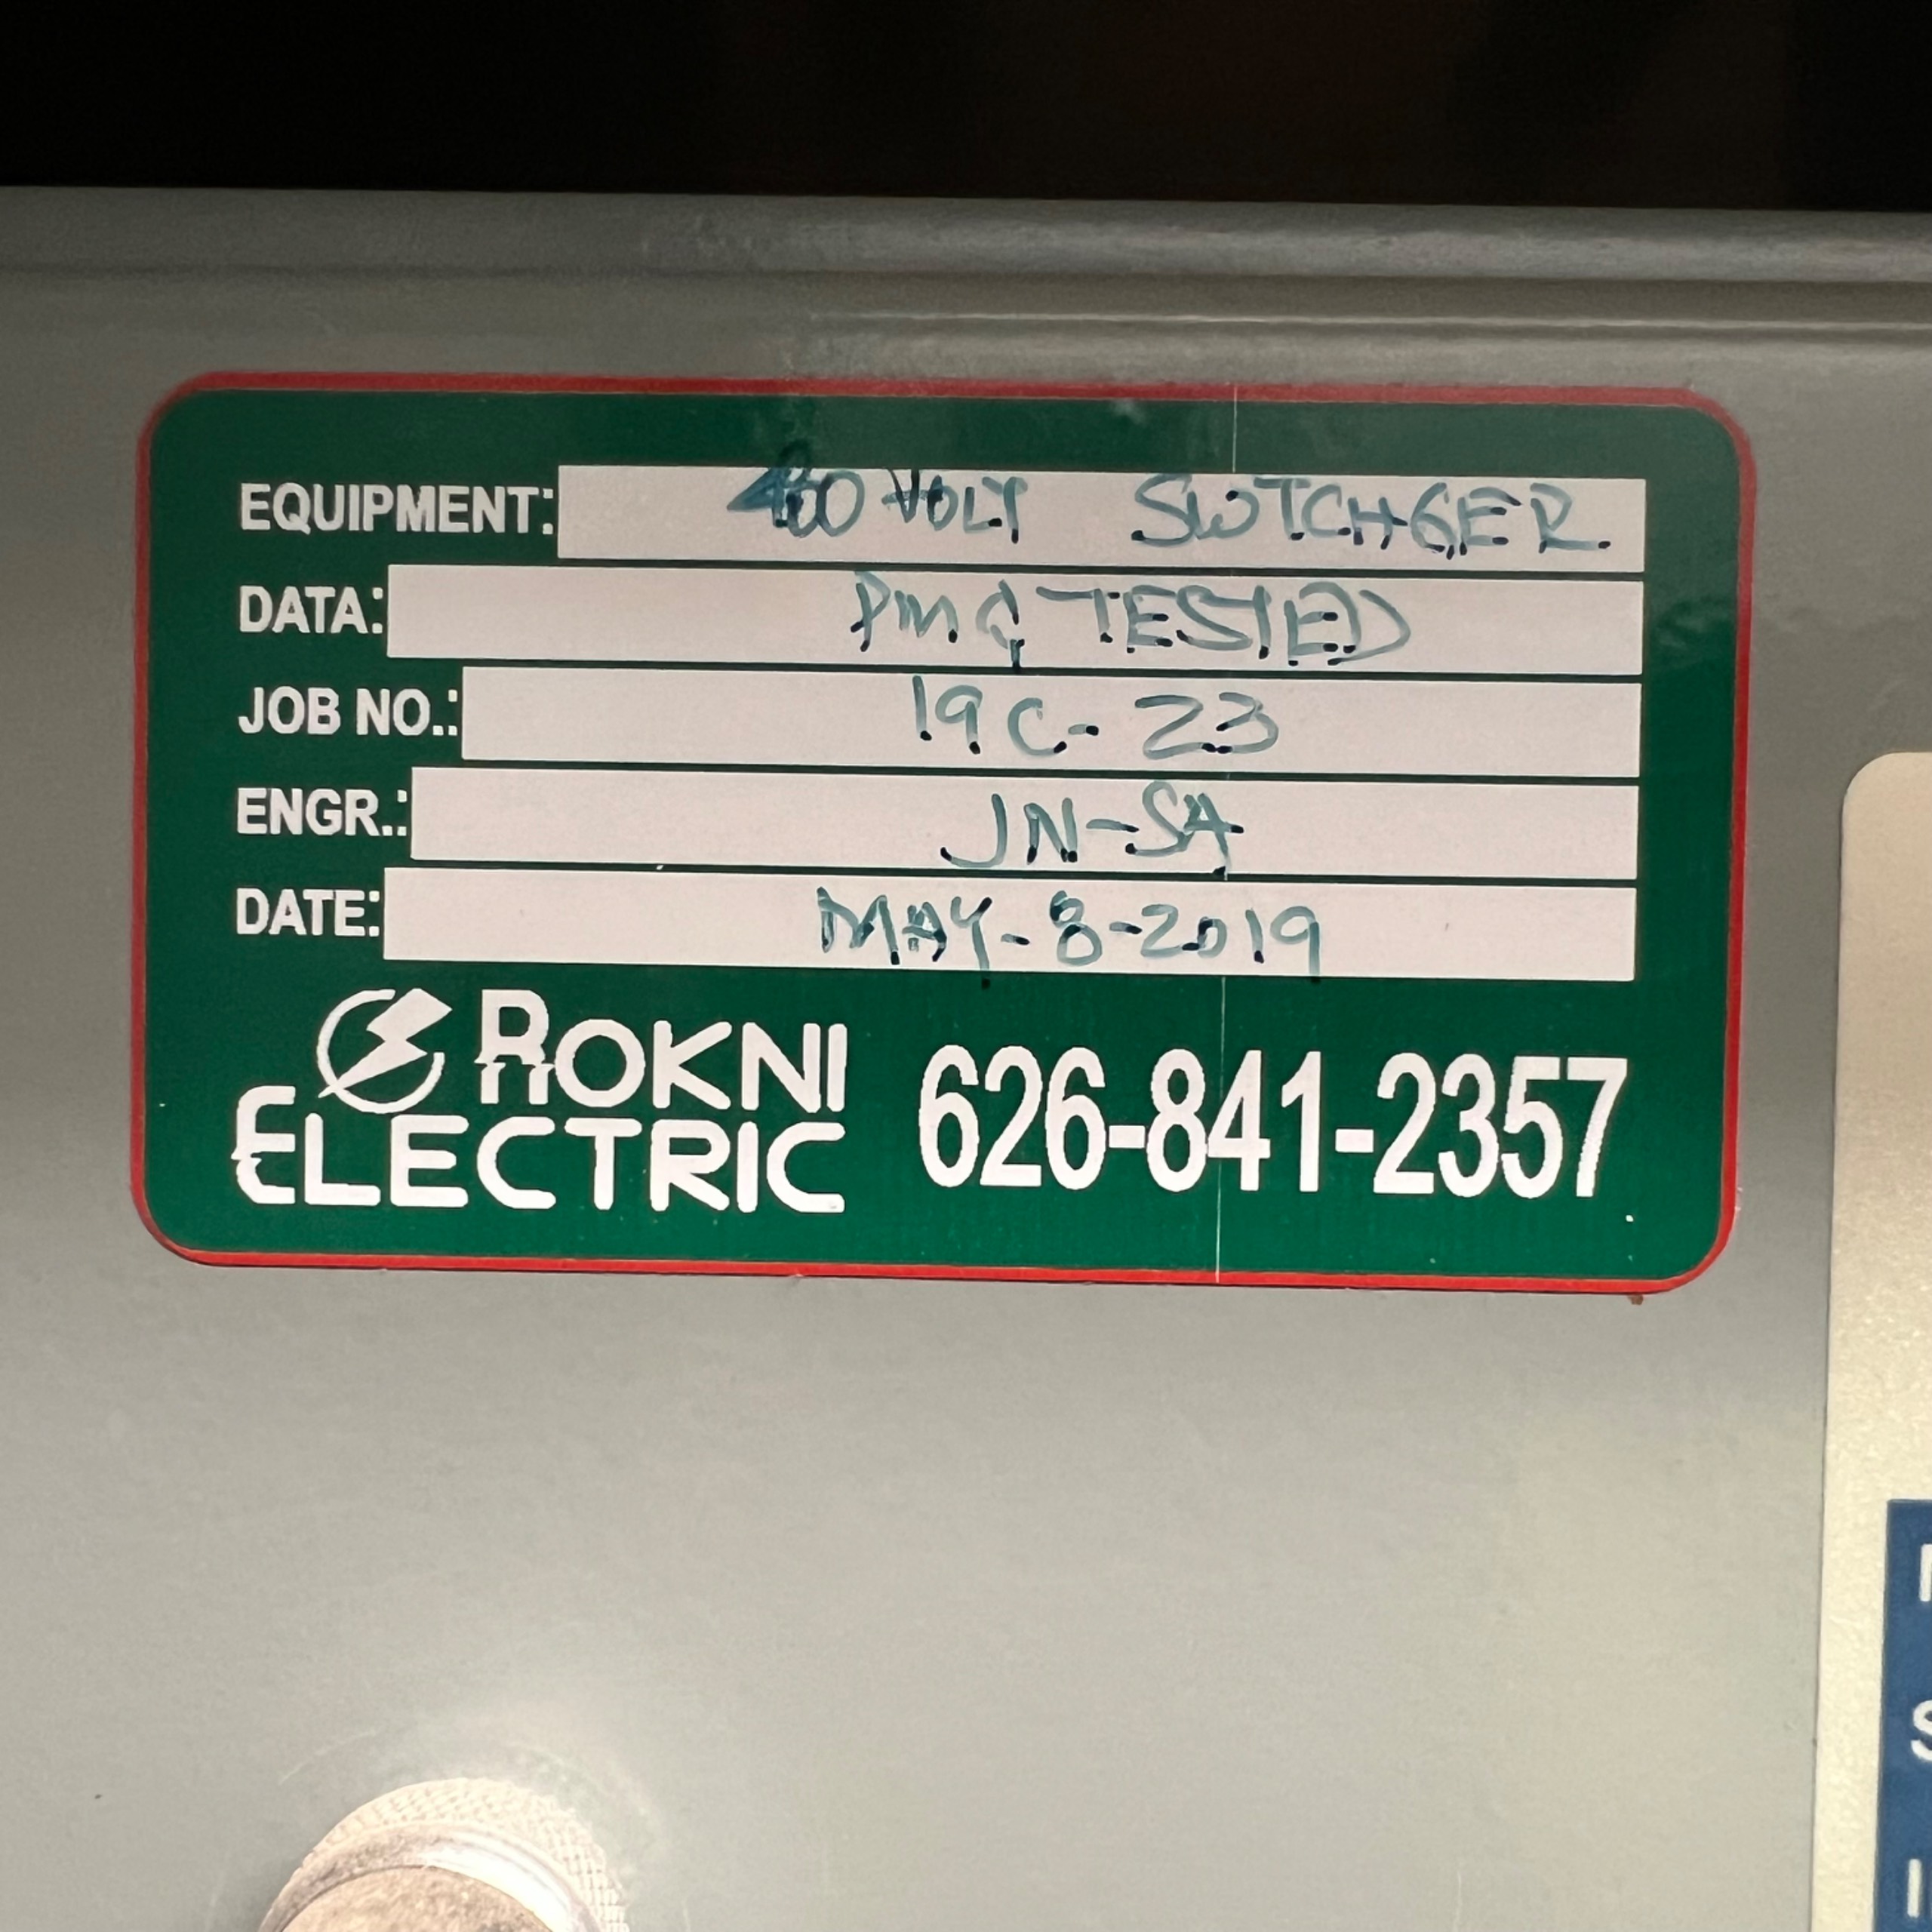 EQUIPMENT: 480 VOLT SWTCHGER
DATA: PM & TESTED
JOB NO.: 19C-23
ENGR.: JN-SA
DATE: MAY-8-2019
ROKNI
ELECTRIC 626-841-2357